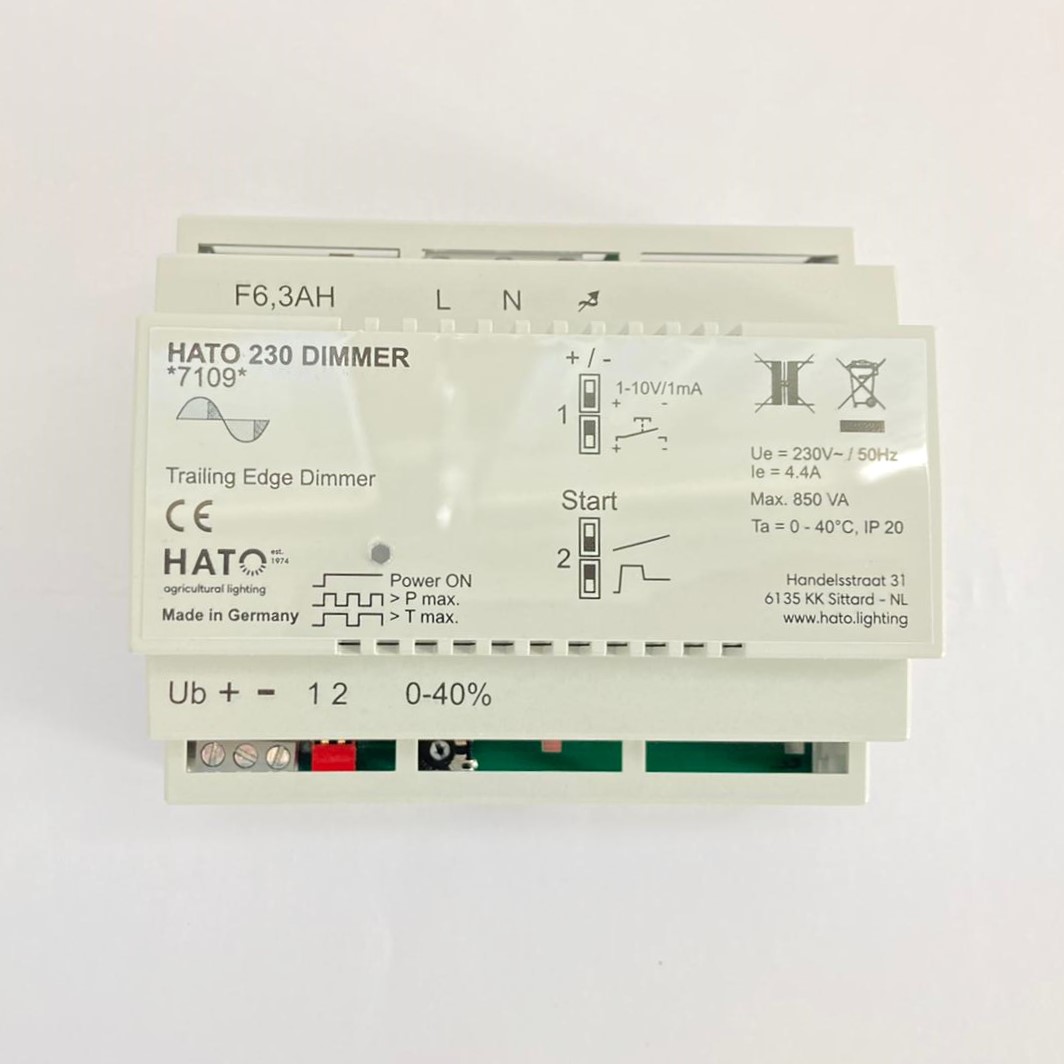 F6,3AH L N
HATO 230 DIMMER
*7109*
Trailing Edge Dimmer
CE
HATO est. 1974
agricultural lighting
Made in Germany
Power ON
> P max.
> T max.
+ / -
1
1-10V/1mA
+ -
+ -
Start
2
Ue = 230V~ / 50Hz
Ie = 4.4A
Max. 850 VA
Ta = 0 - 40°C, IP 20
Handelsstraat 31
6135 KK Sittard - NL
www.hato.lighting
Ub + - 1 2 0-40%